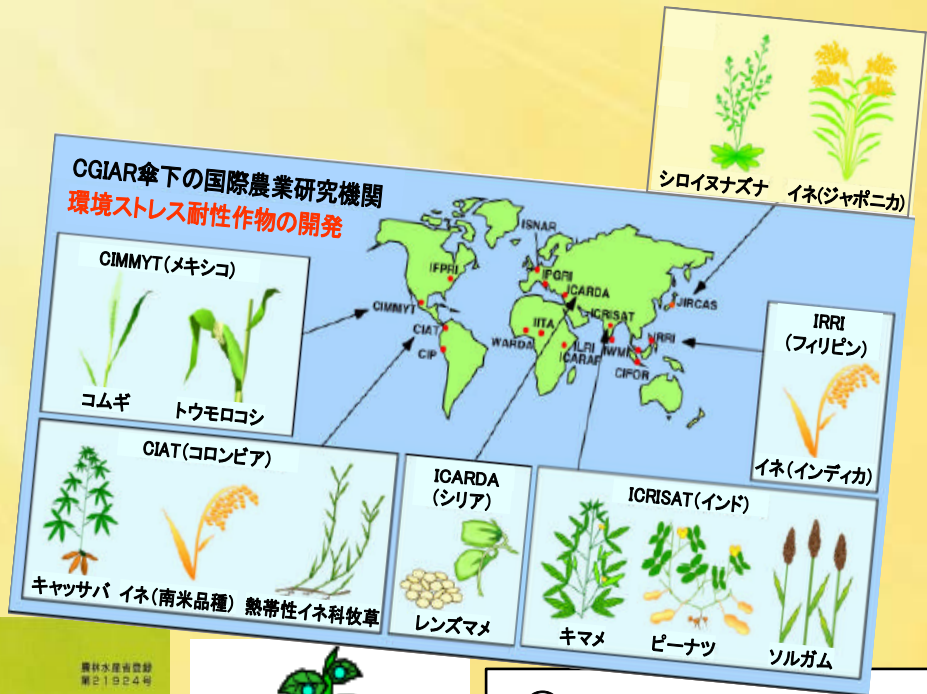 シロイヌナズナ
イネ(ジャポニカ)
CGIAR傘下の国際農業研究機関
環境ストレス耐性作物の開発
CIMMYT(メキシコ)
コムギ
トウモロコシ
ISNAR
IFPRI
IPGRI
ICARDA
JIRCAS
CIMMYT
ICRISAT
CIAT
IITA
WARDA
ILRI
IWMI
IRRI
CIP
ICARAF
CIFOR
IRRI
(フィリピン)
イネ(インディカ)
CIAT(コロンビア)
キャッサバ
イネ(南米品種)
熱帯性イネ科牧草
ICARDA
(シリア)
レンズマメ
ICRISAT(インド)
キマメ
ピーナツ
ソルガム
農林水産省登録
第21924号